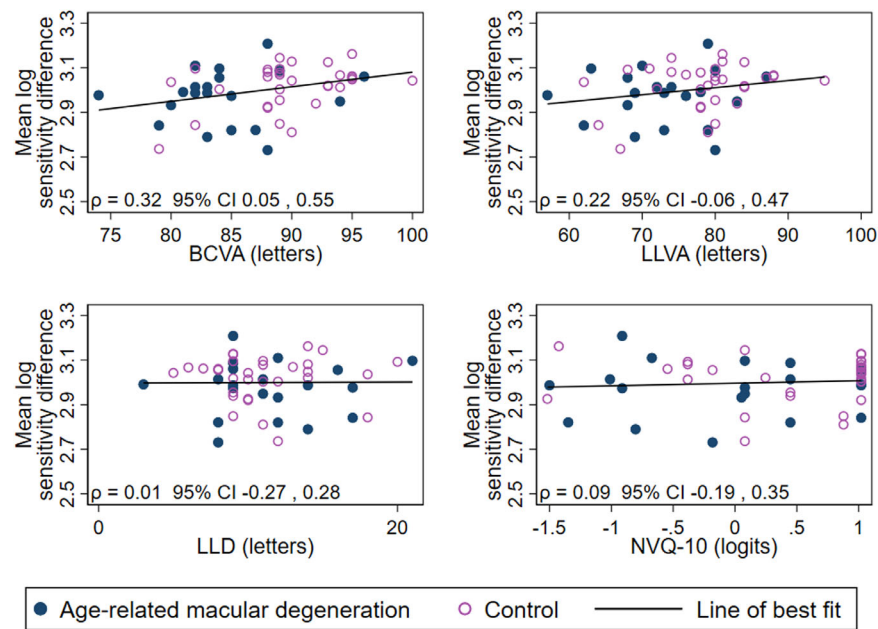 Mean log
sensitivity difference
3.3
3.1
2.9
2.7
2.5
ρ = 0.32 95% CI 0.05 , 0.55
75 80 85 90 95 100
BCVA (letters)
Mean log
sensitivity difference
3.3
3.1
2.9
2.7
2.5
ρ = 0.22 95% CI -0.06 , 0.47
60 70 80 90 100
LLVA (letters)
Mean log
sensitivity difference
3.3
3.1
2.9
2.7
2.5
ρ = 0.01 95% CI -0.27 , 0.28
0 20
LLD (letters)
Mean log
sensitivity difference
3.3
3.1
2.9
2.7
2.5
ρ = 0.09 95% CI -0.19 , 0.35
-1.5 -1 -.5 0 .5 1
NVQ-10 (logits)
Age-related macular degeneration Control Line of best fit